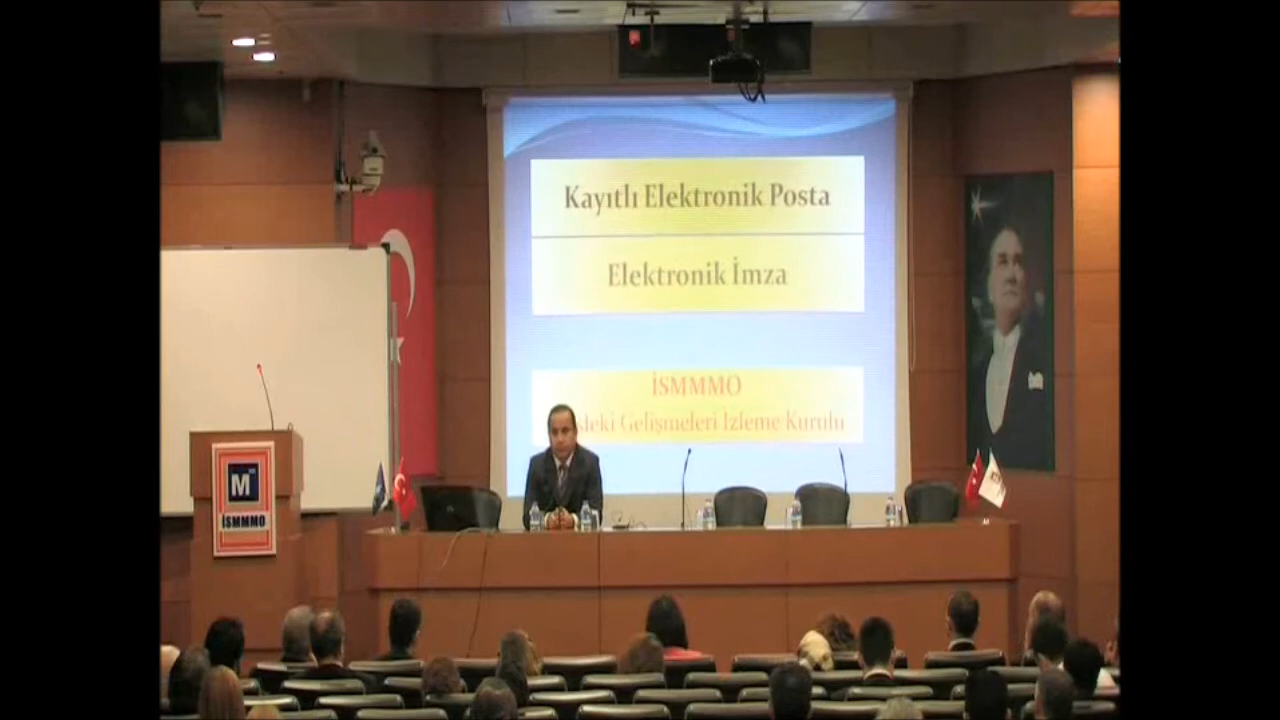 Kayıtlı Elektronik Posta
Elektronik İmza
İSMMMO
Gelişmeleri İzleme Kurulu
M
İSMMMO